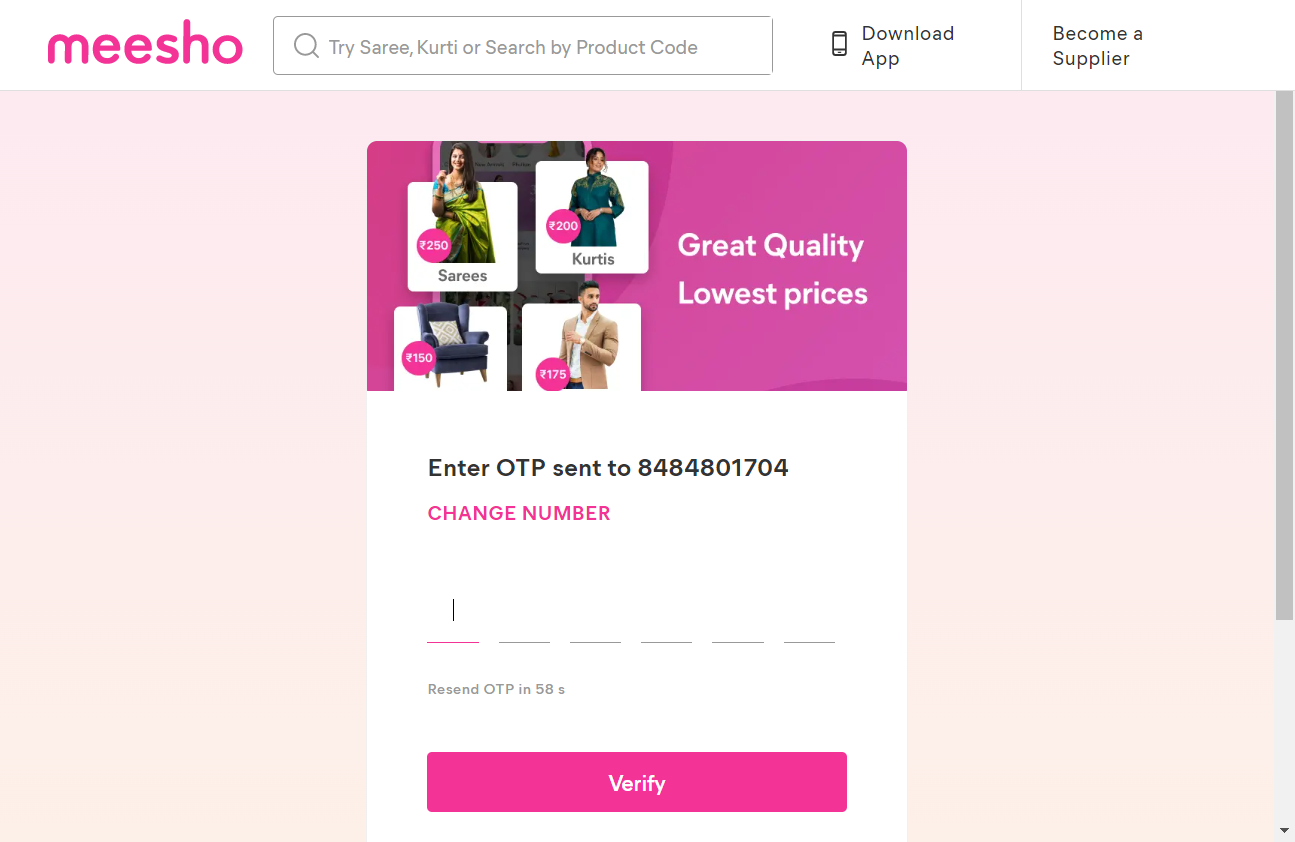 meesho
Try Saree, Kurti or Search by Product Code
Download
App
Become a
Supplier
₹250
Sarees
₹200
Kurtis
₹150
₹175
Great Quality
Lowest prices
Enter OTP sent to 8484801704
CHANGE NUMBER
Resend OTP in 58 s
Verify